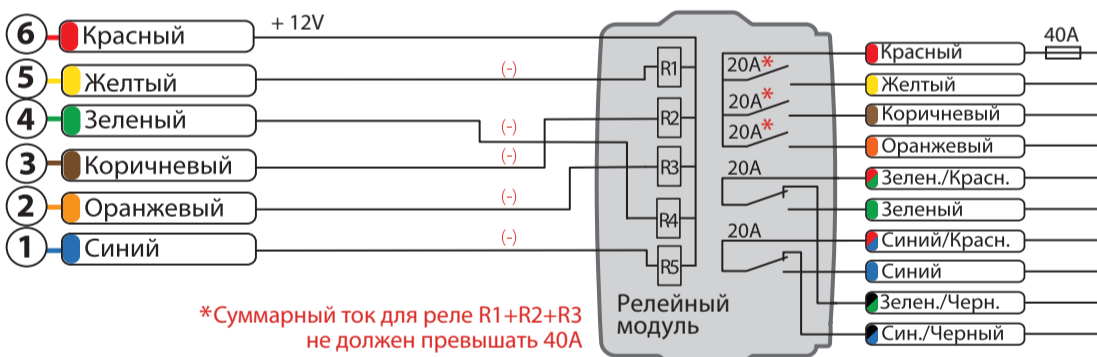 6 Красный + 12V
5 Желтый (-)
4 Зеленый (-)
3 Коричневый (-)
2 Оранжевый (-)
1 Синий (-)
R1
R2
R3
R4
R5
20A*
20A*
20A*
20A
20A
Релейный
модуль
Красный 40A
Желтый
Коричневый
Оранжевый
Зелен./Красн.
Зеленый
Синий/Красн.
Синий
Зелен./Черн.
Син./Черный
*Суммарный ток для реле R1+R2+R3
не должен превышать 40А